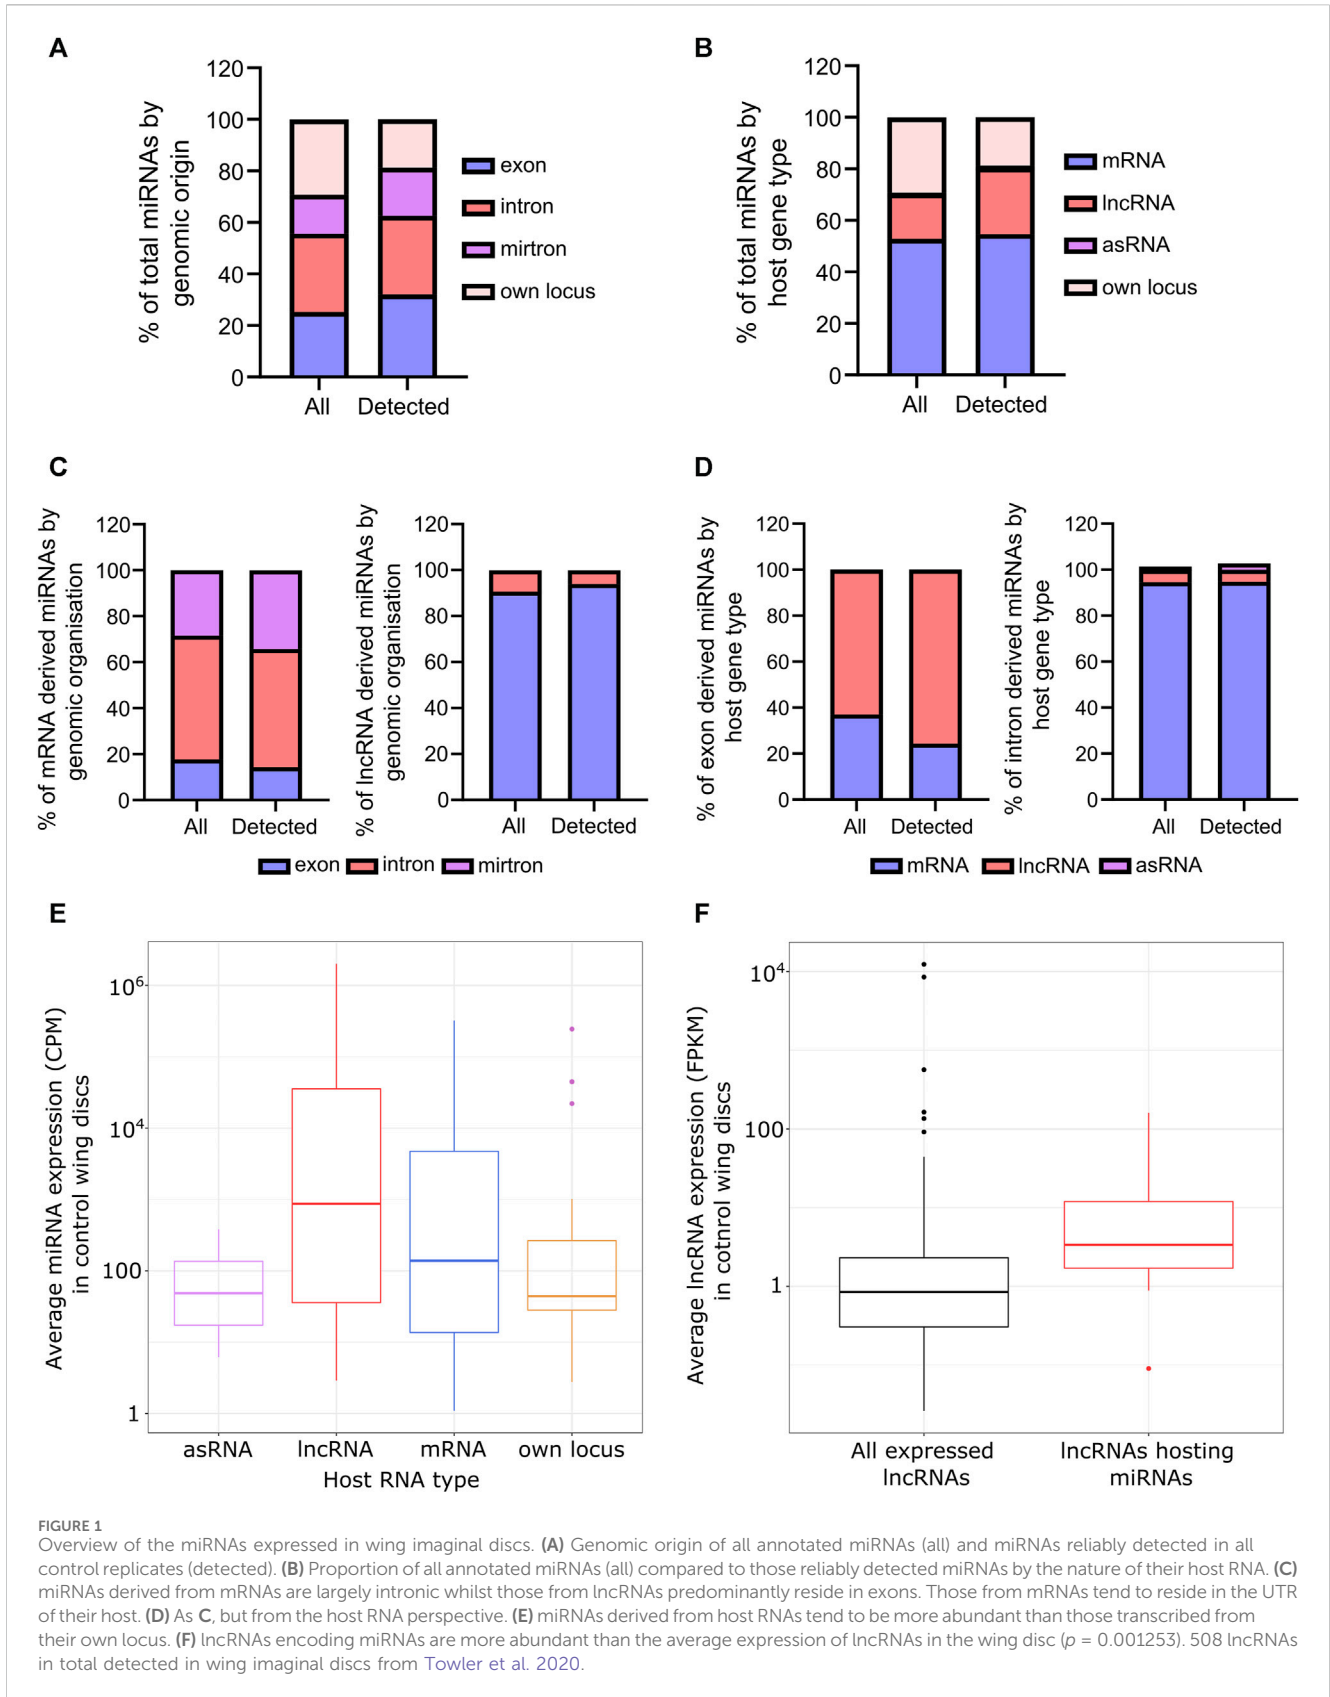 A
% of total miRNAs by
genomic origin
120
100
80
60
40
20
0
All
Detected
exon
intron
mirtron
own locus
B
% of total miRNAs by
host gene type
120
100
80
60
40
20
0
All
Detected
mRNA
lncRNA
asRNA
own locus
C
% of mRNA derived miRNAs by
genomic organisation
120
100
80
60
40
20
0
All
Detected
% of lncRNA derived miRNAs by
genomic organisation
120
100
80
60
40
20
0
All
Detected
exon
intron
mirtron
D
% of exon derived miRNAs by
host gene type
120
100
80
60
40
20
0
All
Detected
% of intron derived miRNAs by
host gene type
120
100
80
60
40
20
0
All
Detected
mRNA
lncRNA
asRNA
E
Average miRNA expression (CPM)
in control wing discs
10⁶
10⁴
100
1
asRNA
lncRNA
mRNA
own locus
Host RNA type
F
Average lncRNA expression (FPKM)
in cotnrol wing discs
10⁴
100
1
All expressed
lncRNAs
lncRNAs hosting
miRNAs
FIGURE 1
Overview of the miRNAs expressed in wing imaginal discs. (A) Genomic origin of all annotated miRNAs (all) and miRNAs reliably detected in all
control replicates (detected). (B) Proportion of all annotated miRNAs (all) compared to those reliably detected miRNAs by the nature of their host RNA. (C)
miRNAs derived from mRNAs are largely intronic whilst those from lncRNAs predominantly reside in exons. Those from mRNAs tend to reside in the UTR
of their host. (D) As C, but from the host RNA perspective. (E) miRNAs derived from host RNAs tend to be more abundant than those transcribed from
their own locus. (F) lncRNAs encoding miRNAs are more abundant than the average expression of lncRNAs in the wing disc (p = 0.001253). 508 lncRNAs
in total detected in wing imaginal discs from Towler et al. 2020.